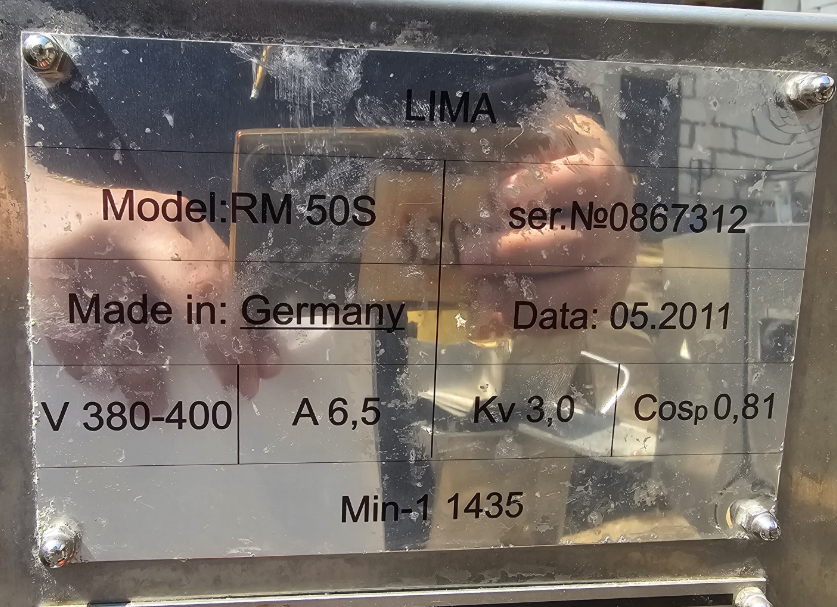 LIMA
Model:RM 50S
ser.№0867312
Made in: Germany
Data: 05.2011
V 380-400
A 6,5
Kv 3,0
Cosp 0,81
Min-1 1435